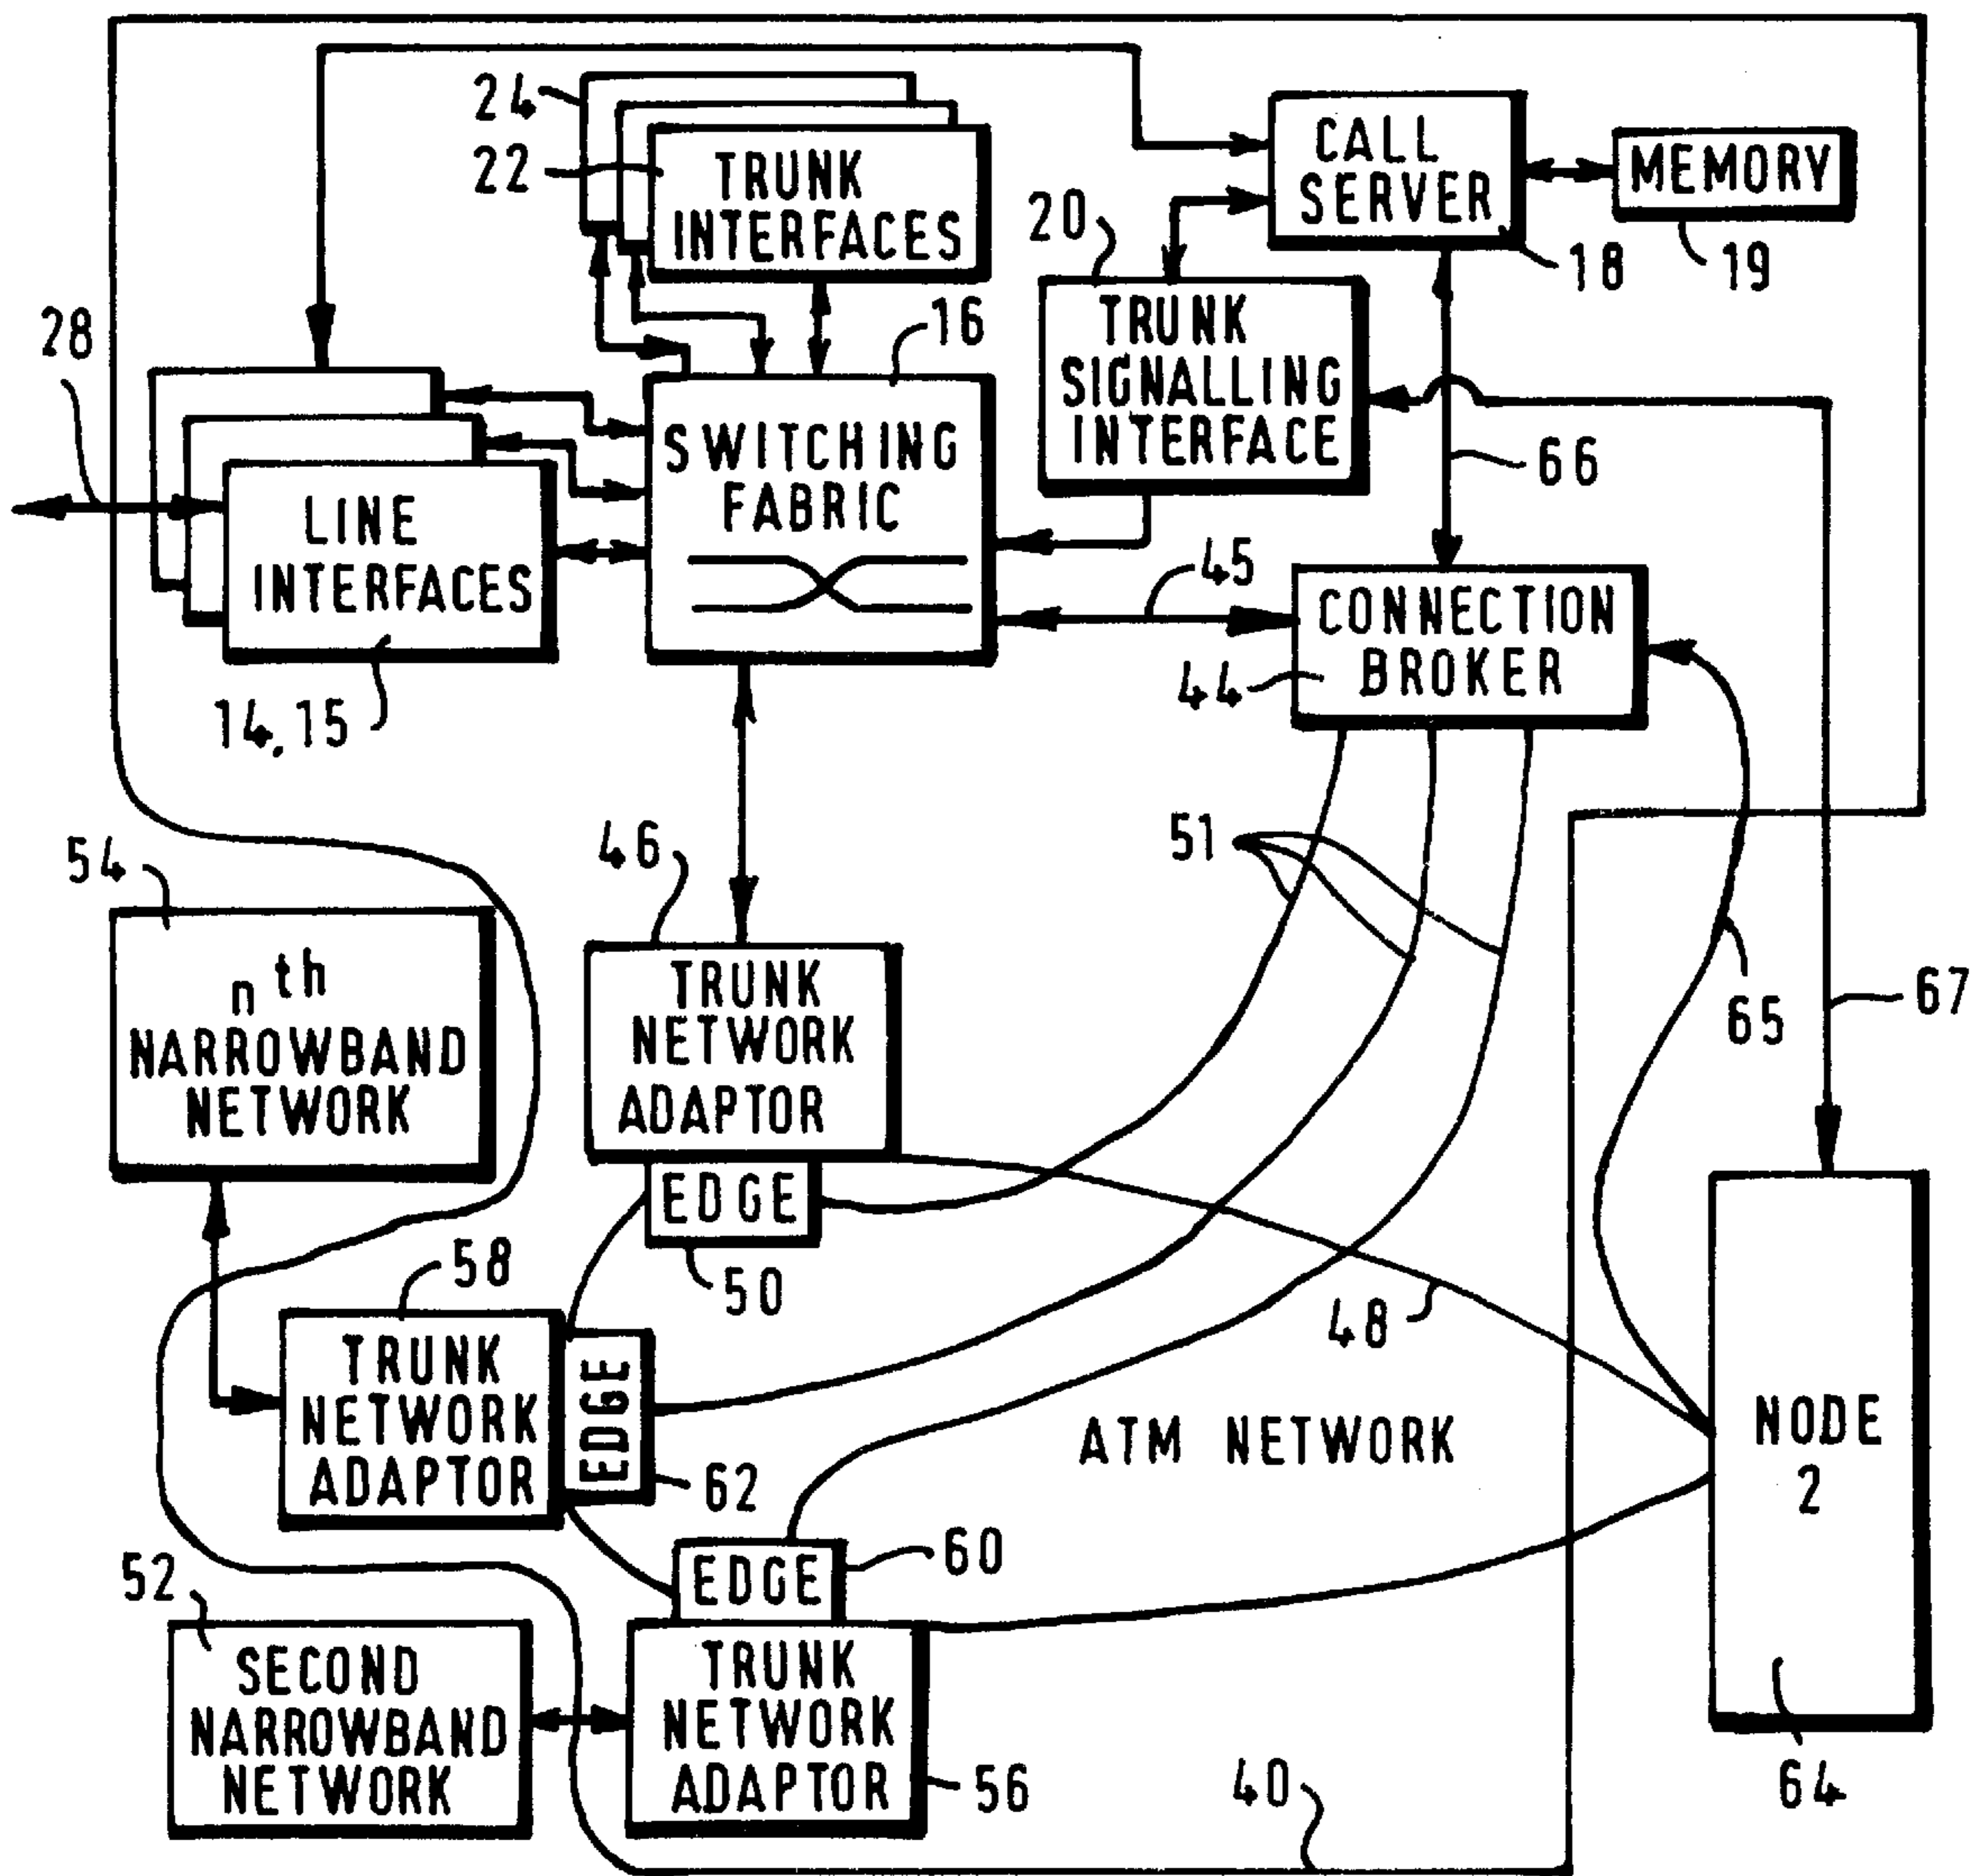 24
22
TRUNK
INTERFACES
CALL
SERVER
MEMORY
18
19
20
TRUNK
SIGNALLING
INTERFACE
28
16
SWITCHING
FABRIC
LINE
INTERFACES
14,15
66
45
CONNECTION
BROKER
44
51
54
nth
NARROWBAND
NETWORK
46
TRUNK
NETWORK
ADAPTOR
EDGE
50
65
67
58
TRUNK
NETWORK
ADAPTOR
EDGE
62
48
ATM NETWORK
NODE
2
64
52
SECOND
NARROWBAND
NETWORK
EDGE
60
TRUNK
NETWORK
ADAPTOR
56
40